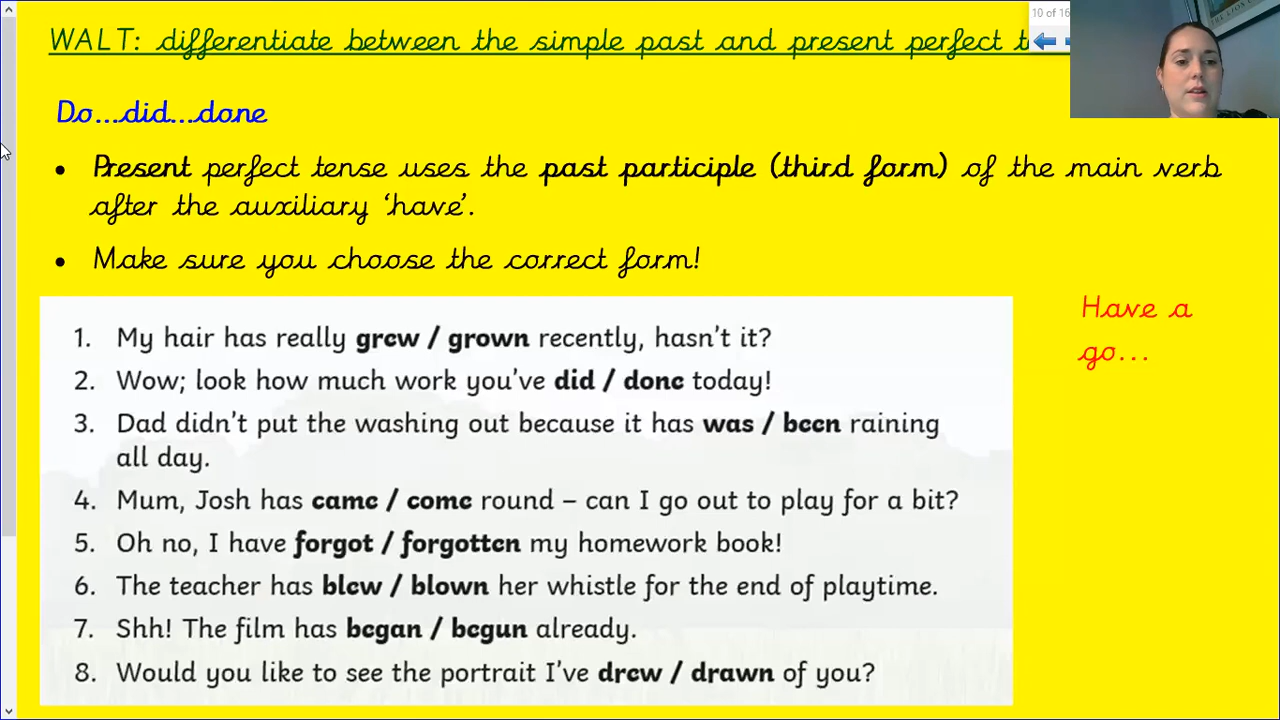 WALT: differentiate between the simple past and present perfect
10 of 16
Do...did...done
• Present perfect tense uses the past participle (third form) of the main verb
after the auxiliary ‘have’.
• Make sure you choose the correct form!
Have a
go...
1. My hair has really grew / grown recently, hasn’t it?
2. Wow; look how much work you’ve did / done today!
3. Dad didn’t put the washing out because it has was / been raining
all day.
4. Mum, Josh has came / come round – can I go out to play for a bit?
5. Oh no, I have forgot / forgotten my homework book!
6. The teacher has blew / blown her whistle for the end of playtime.
7. Shh! The film has began / begun already.
8. Would you like to see the portrait I’ve drew / drawn of you?